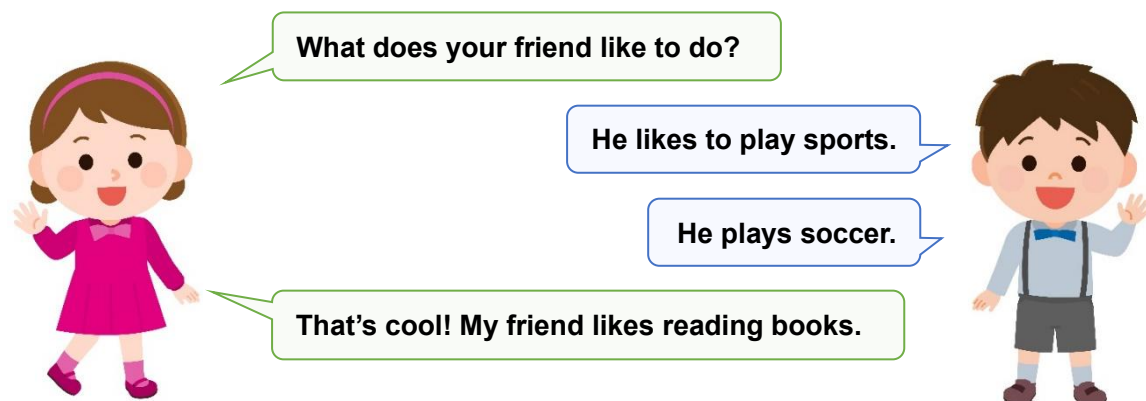 What does your friend like to do?
He likes to play sports.
He plays soccer.
That’s cool! My friend likes reading books.